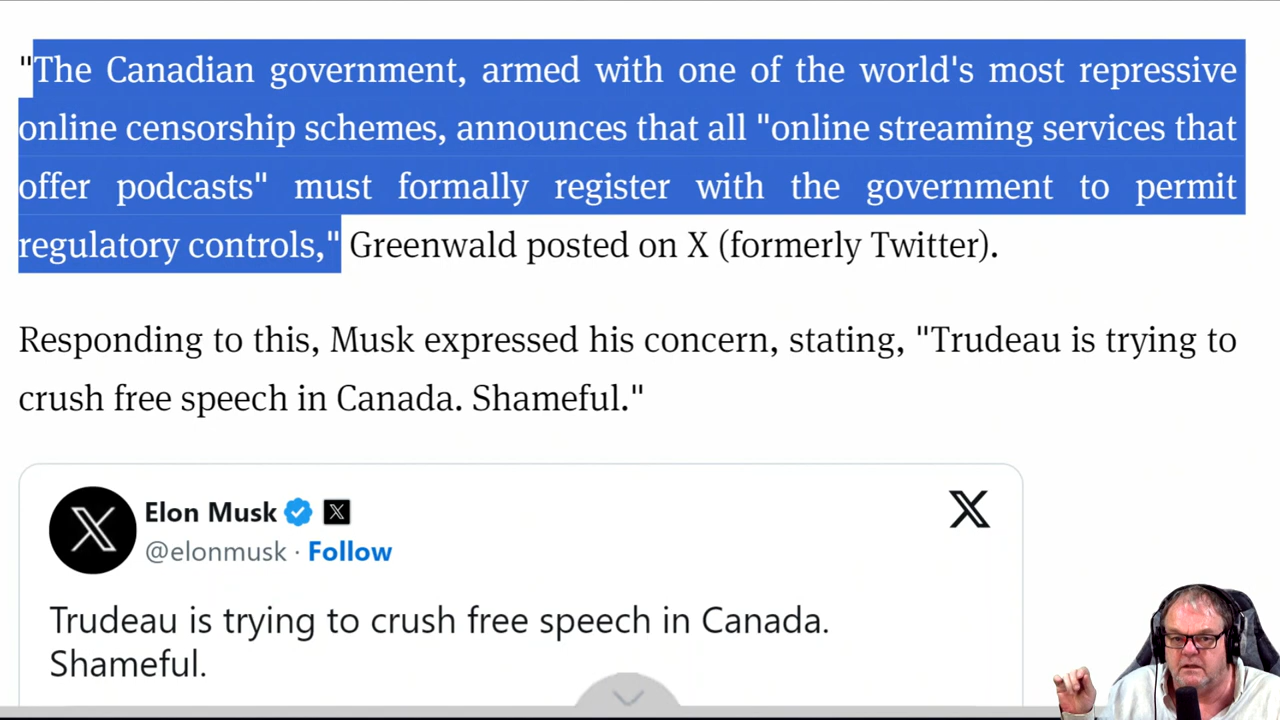 "The Canadian government, armed with one of the world's most repressive
online censorship schemes, announces that all "online streaming services that
offer podcasts" must formally register with the government to permit
regulatory controls," Greenwald posted on X (formerly Twitter).
Responding to this, Musk expressed his concern, stating, "Trudeau is trying to
crush free speech in Canada. Shameful."
Elon Musk
@elonmusk · Follow
Trudeau is trying to crush free speech in Canada.
Shameful.